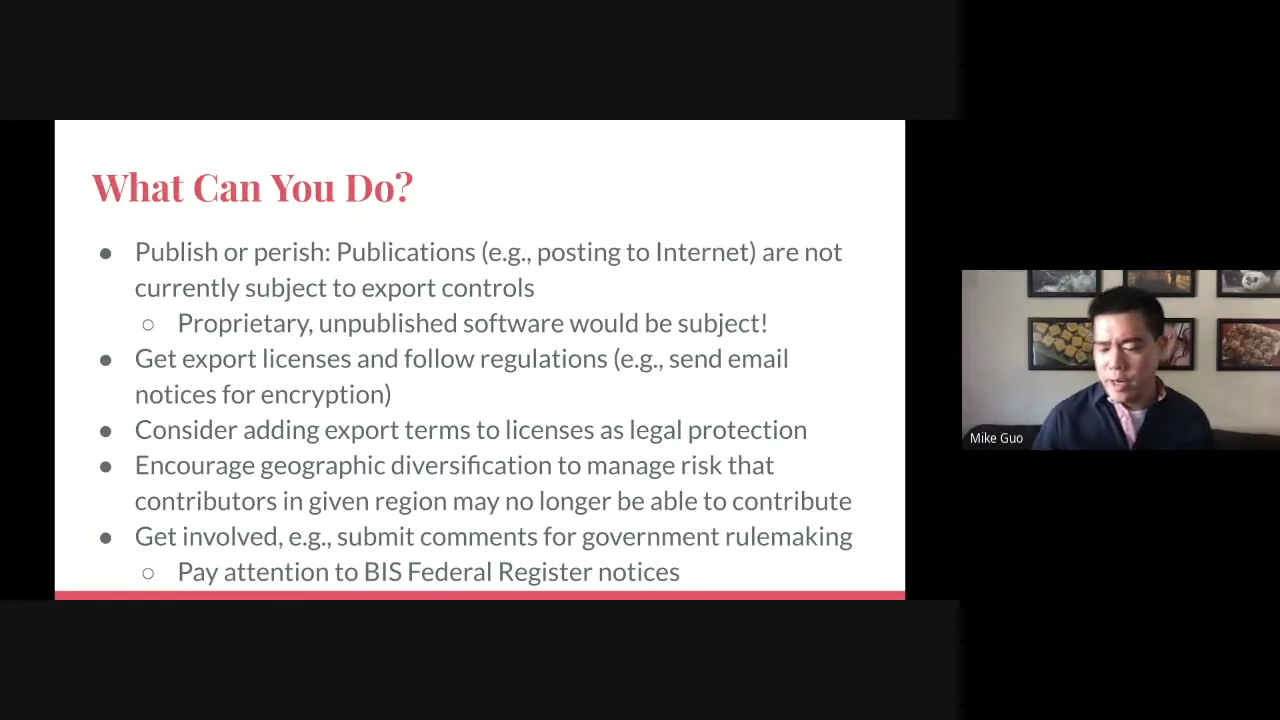 What Can You Do?
● Publish or perish: Publications (e.g., posting to Internet) are not
currently subject to export controls
○ Proprietary, unpublished software would be subject!
● Get export licenses and follow regulations (e.g., send email
notices for encryption)
● Consider adding export terms to licenses as legal protection
● Encourage geographic diversification to manage risk that
contributors in given region may no longer be able to contribute
● Get involved, e.g., submit comments for government rulemaking
○ Pay attention to BIS Federal Register notices
Mike Guo